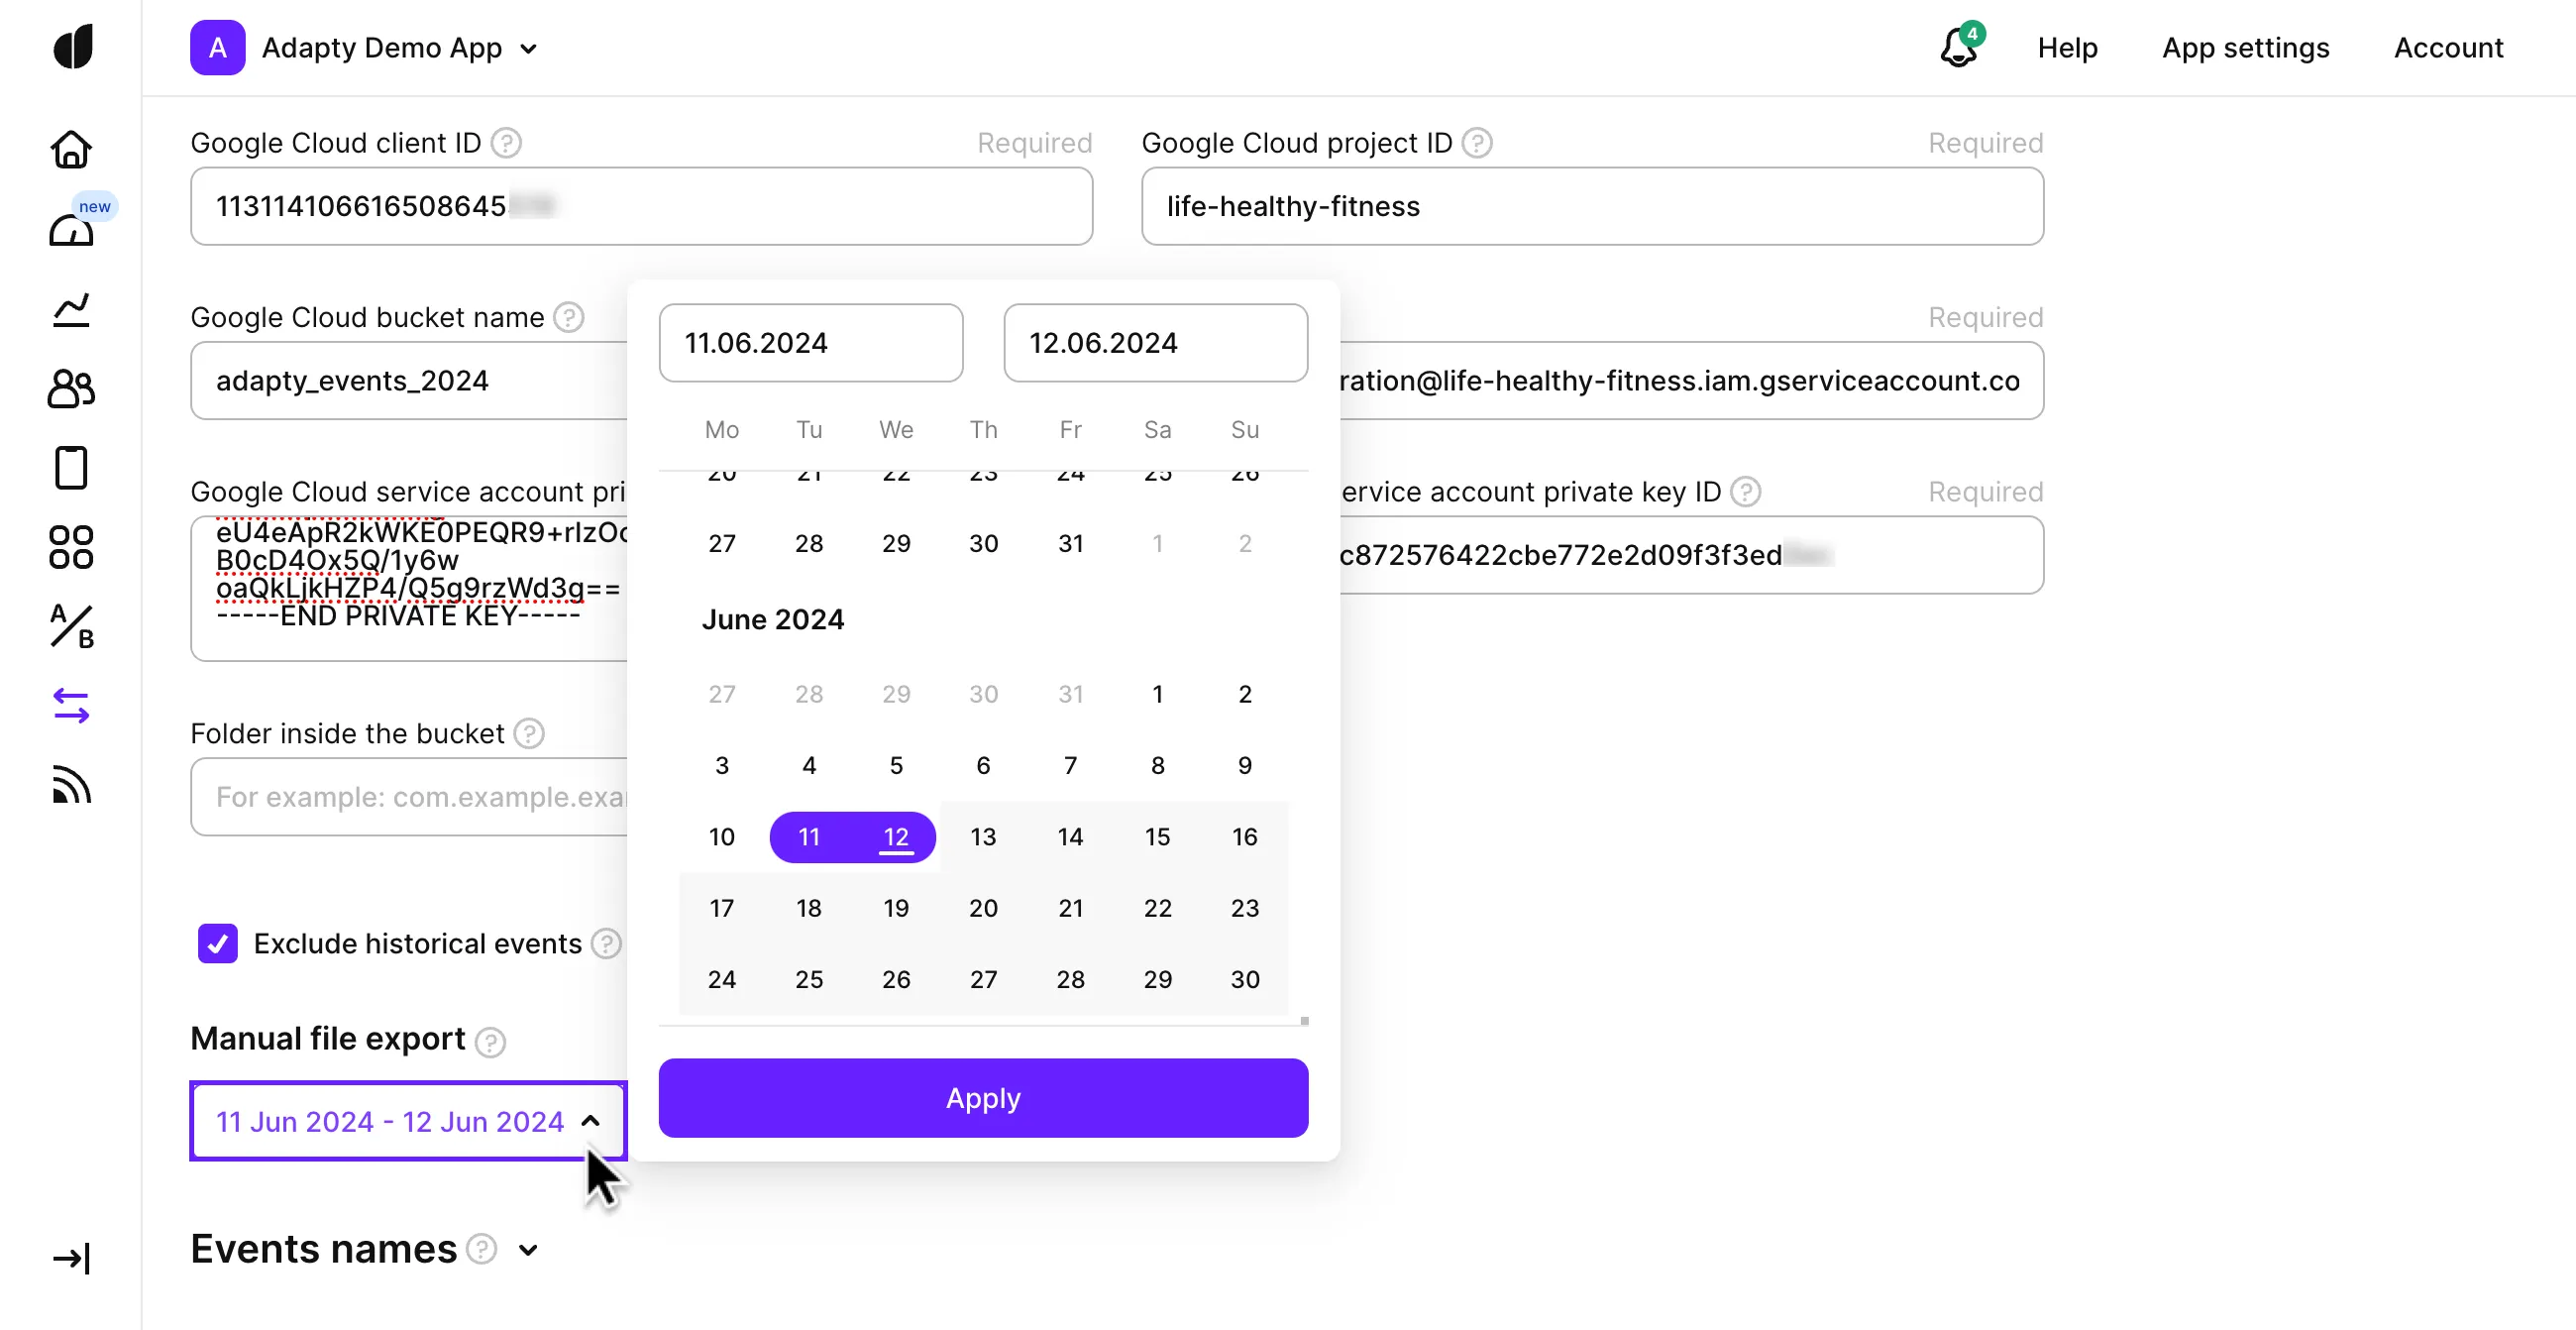 A Adapty Demo App
4
Help
App settings
Account
new
Google Cloud client ID ? Required
113114106616508645
Google Cloud project ID ? Required
life-healthy-fitness
Google Cloud bucket name ?
adapty_events_2024
Required
ration@life-healthy-fitness.iam.gserviceaccount.co
Google Cloud service account pri
eU4eApR2kWKE0PEQR9+rIzOc
B0cD4Ox5Q/1y6w
oaQkLjkHZP4/Q5g9rzWd3g==
-----END PRIVATE KEY-----
ervice account private key ID ? Required
c872576422cbe772e2d09f3f3ed
Folder inside the bucket ?
For example: com.example.exa
Exclude historical events ?
Manual file export ?
11 Jun 2024 - 12 Jun 2024
Events names ?
11.06.2024
12.06.2024
Mo Tu We Th Fr Sa Su
20 21 22 23 24 25 26
27 28 29 30 31 1 2
June 2024
27 28 29 30 31 1 2
3 4 5 6 7 8 9
10 11 12 13 14 15 16
17 18 19 20 21 22 23
24 25 26 27 28 29 30
Apply
A
B